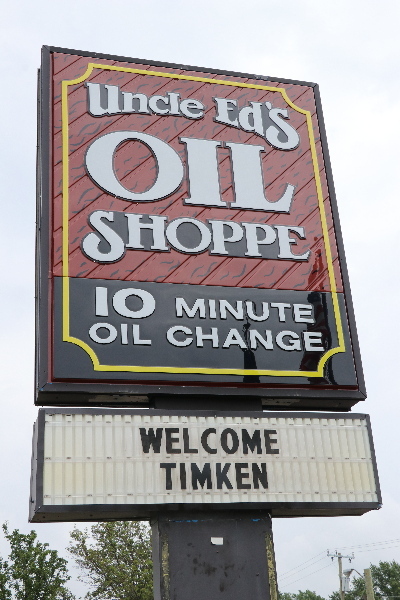 Uncle Ed's
OIL
SHOPPE
10 MINUTE
OIL CHANGE
WELCOME
TIMKEN